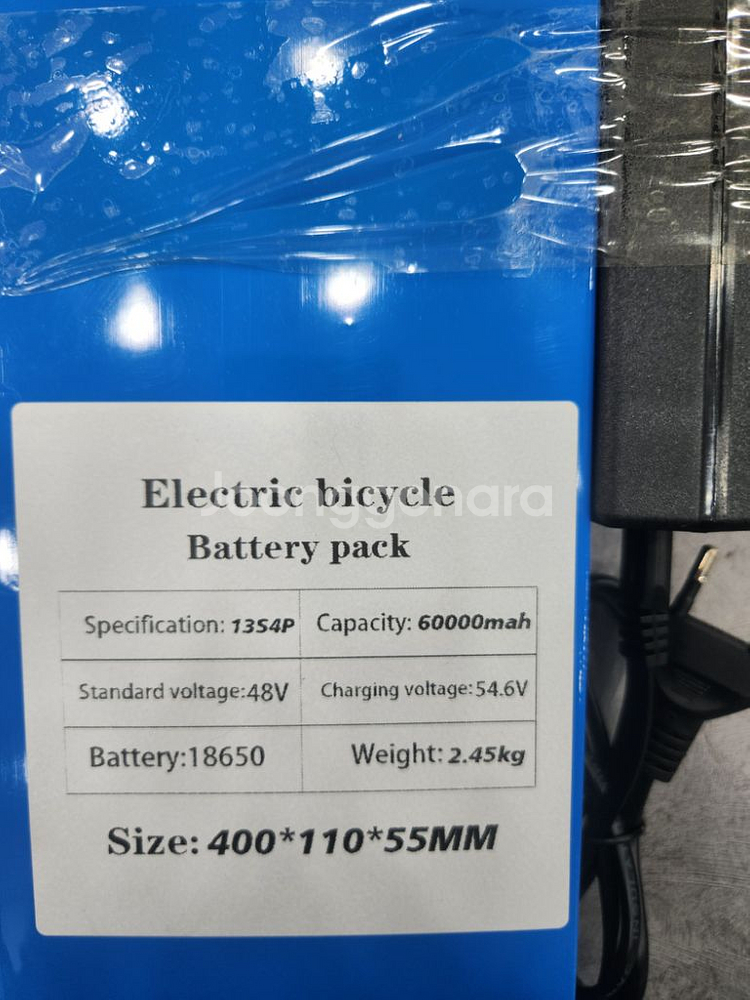 Electric bicycle
Joonggonara
Battery pack
Specification: 13S4P Capacity: 60000mah
Standard voltage:48V Charging voltage:54.6V
Battery:18650 Weight: 2.45kg
Size: 400*110*55MM